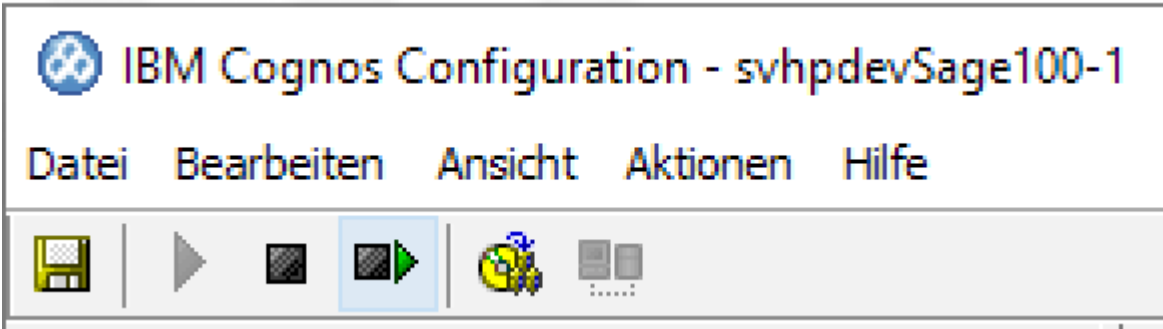 IBM Cognos Configuration - svhpdevSage100-1
Datei Bearbeiten Ansicht Aktionen Hilfe